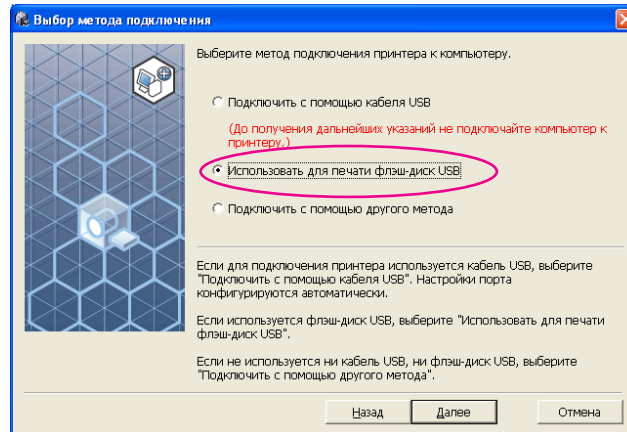 Выбор метода подключения
Выберите метод подключения принтера к компьютеру.
Подключить с помощью кабеля USB
(До получения дальнейших указаний не подключайте компьютер к
принтеру.)
Использовать для печати флэш-диск USB
Подключить с помощью другого метода
Если для подключения принтера используется кабель USB, выберите
"Подключить с помощью кабеля USB". Настройки порта
конфигурируются автоматически.
Если используется флэш-диск USB, выберите "Использовать для печати
флэш-диск USB".
Если не используется ни кабель USB, ни флэш-диск USB, выберите
"Подключить с помощью другого метода".
Назад Далее Отмена